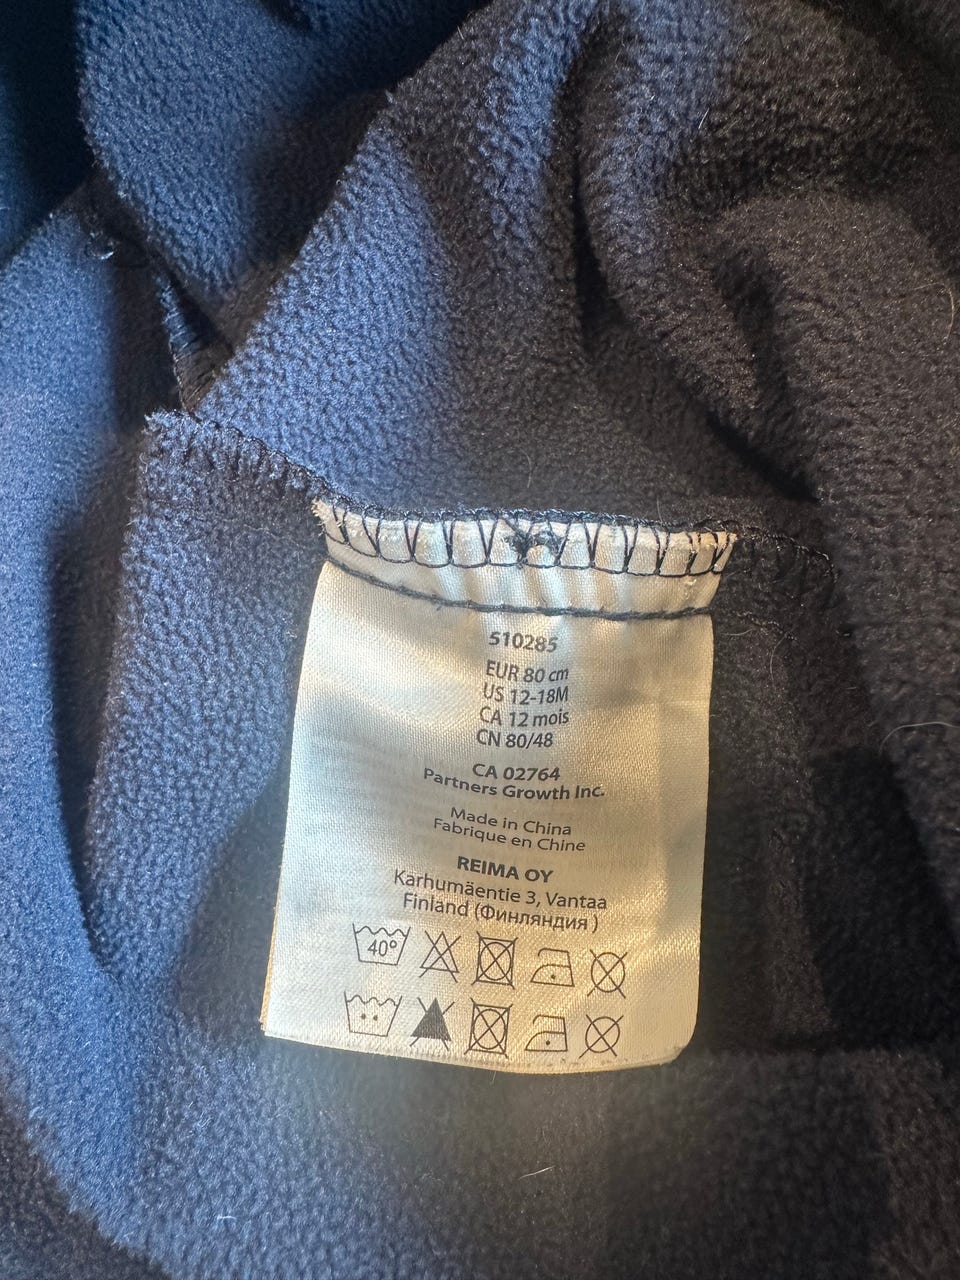 510285
EUR 80 cm
US 12-18M
CA 12 mois
CN 80/48
CA 02764
Partners Growth Inc.
Made in China
Fabriqué en Chine
REIMA OY
Karhumäentie 3, Vantaa
Finland (Финляндия )
40°